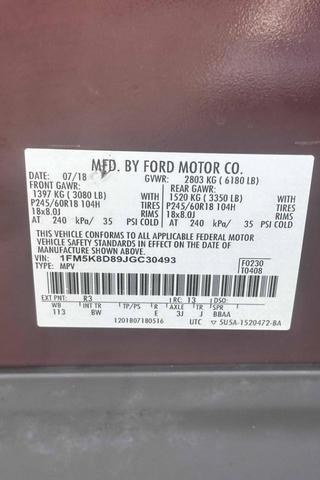 MFD. BY FORD MOTOR CO.
DATE: 07/18 GVWR: 2803 KG ( 6180 LB)
FRONT GAWR: REAR GAWR:
1397 KG ( 3080 LB) WITH 1520 KG ( 3350 LB) WITH
P245/60R18 104H TIRES P245/60R18 104H TIRES
18x8.0J RIMS 18x8.0J RIMS
AT 240 kPa/ 35 PSI COLD AT 240 kPa/ 35 PSI COLD
THIS VEHICLE CONFORMS TO ALL APPLICABLE FEDERAL MOTOR
VEHICLE SAFETY AND THEFT PREVENTION STANDARDS IN EFFECT ON THE DATE OF
MANUFACTURE SHOWN ABOVE.
VIN: 1FM5K8D89JGC30493 F0230
TYPE: MPV T0408
EXT PNT: R3 RC: 13
WB INT TR TP/PS R AXLE TR SPR
113 BW E 3J J BBAA
1201807180516 UTC 5U5A-1520472-BA